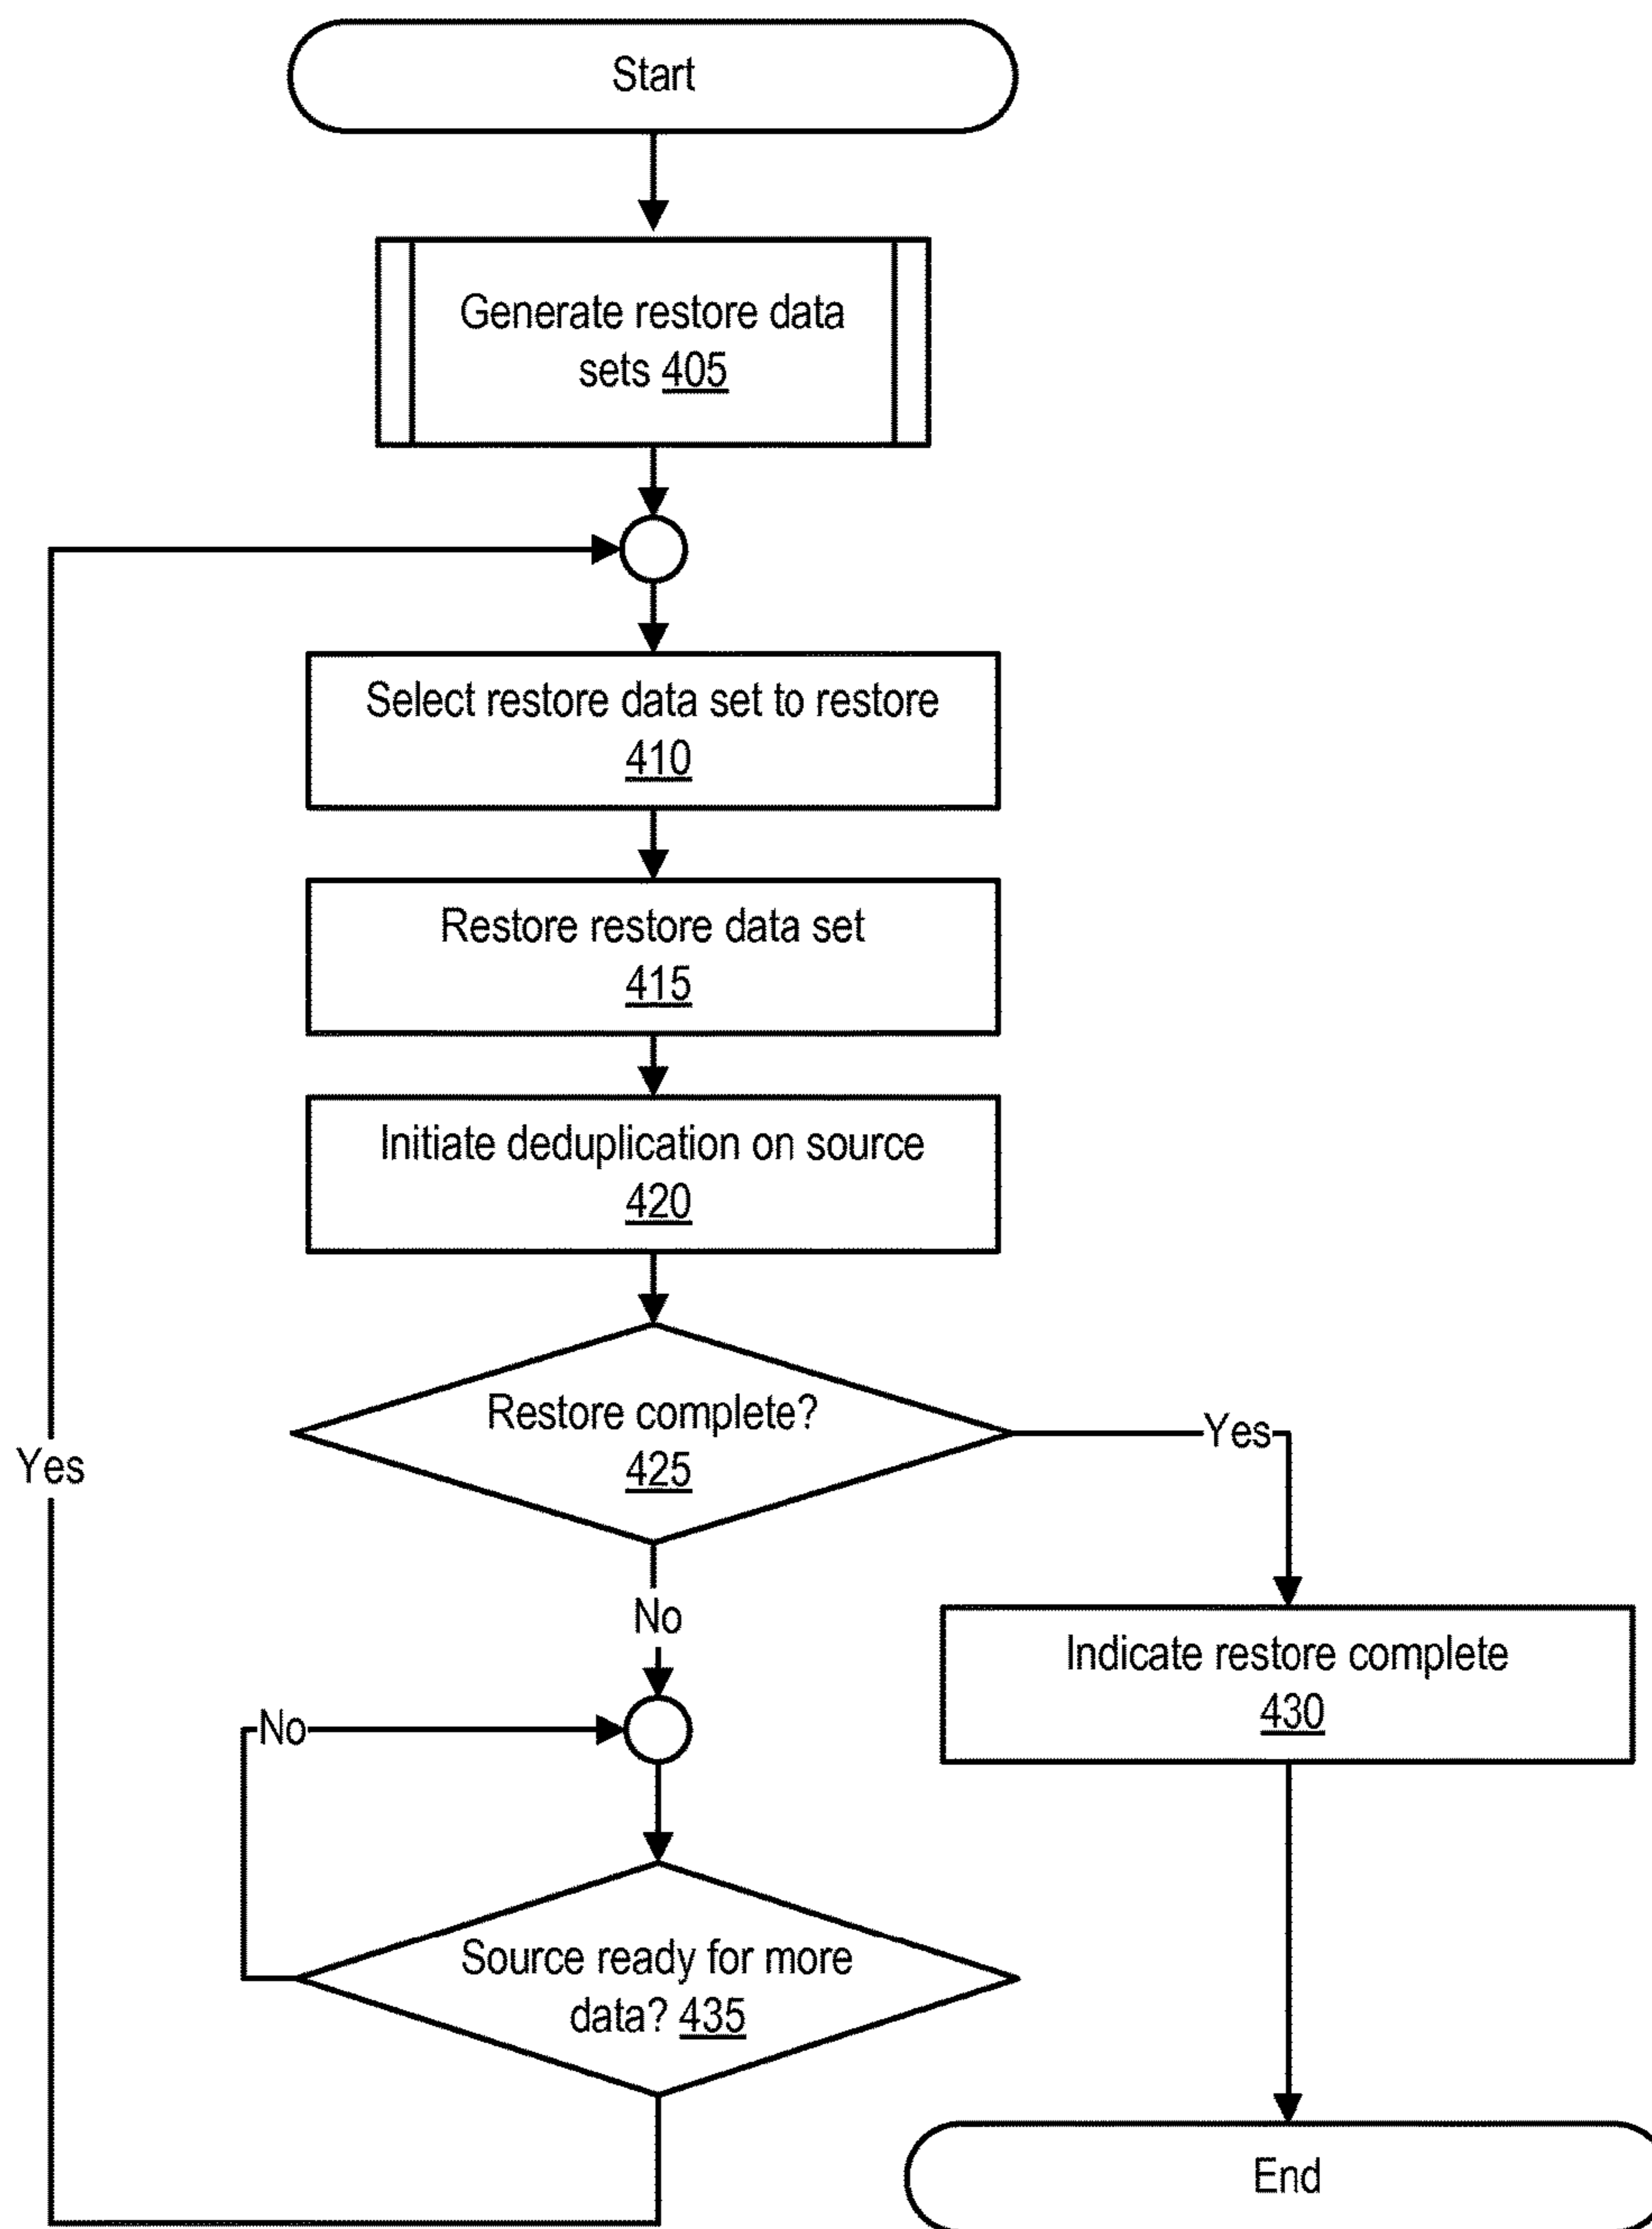 Start
Generate restore data
sets 405
Select restore data set to restore
410
Restore restore data set
415
Initiate deduplication on source
420
Restore complete?
425
Yes
Yes
No
Indicate restore complete
430
No
Source ready for more
data? 435
End